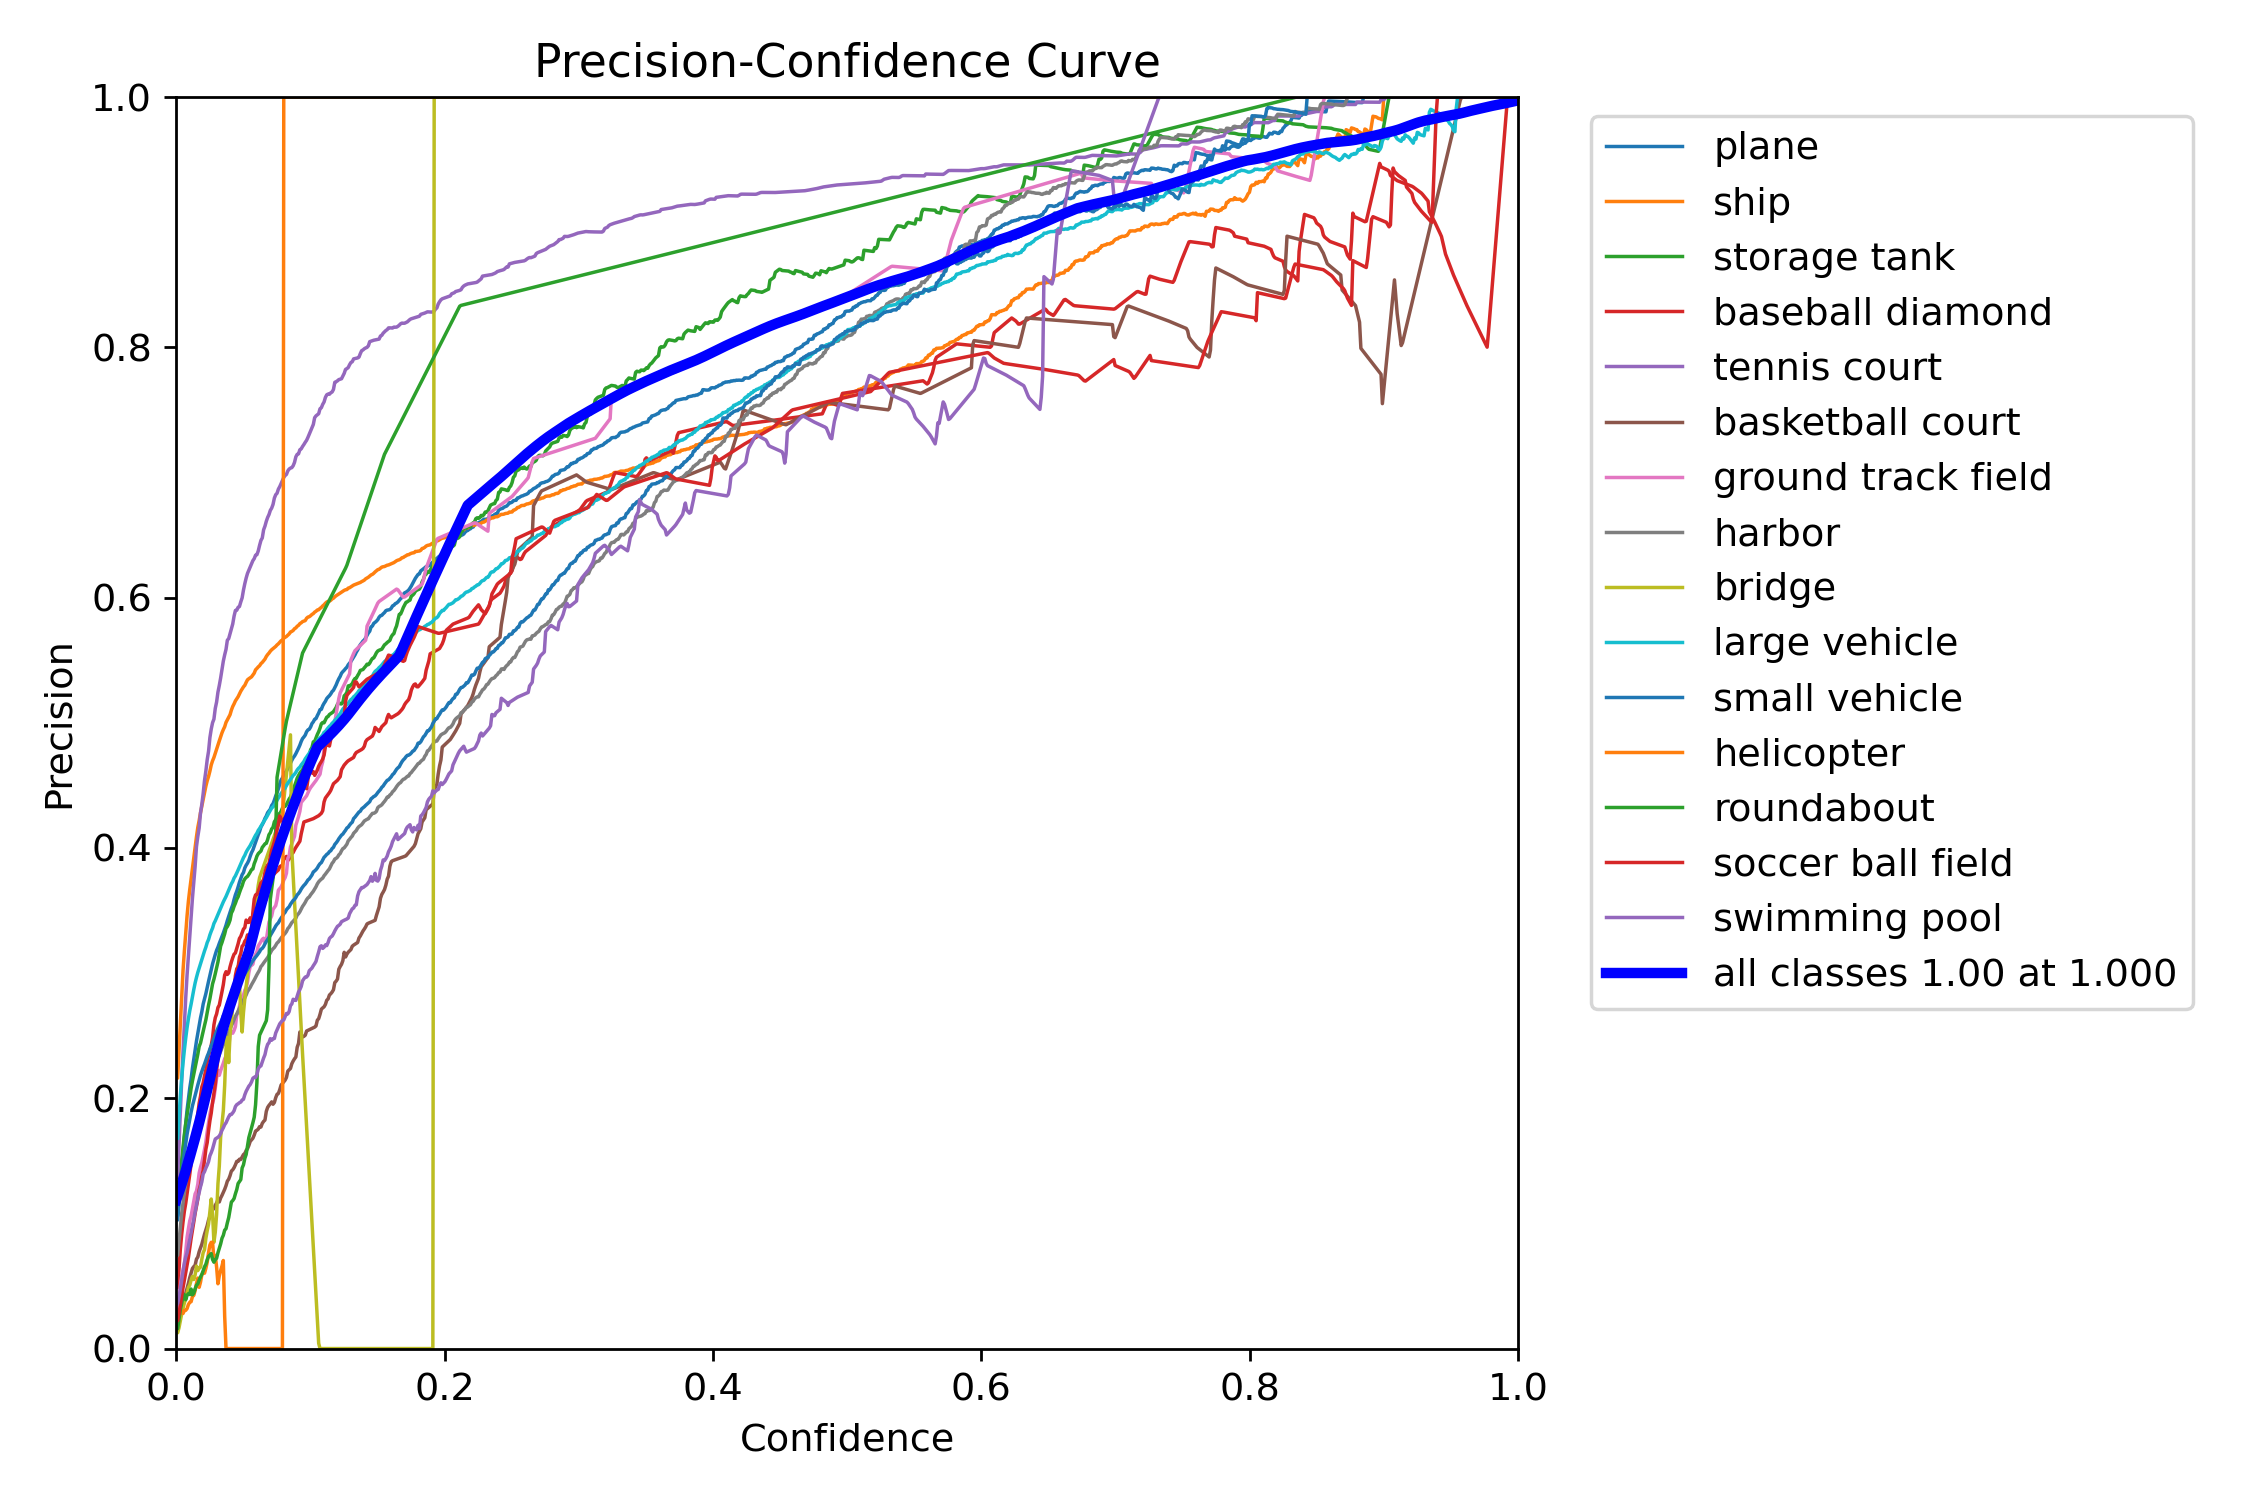 Precision-Confidence Curve
1.0
0.8
0.6
0.4
0.2
0.0
Precision
0.0 0.2 0.4 0.6 0.8 1.0
Confidence
plane
ship
storage tank
baseball diamond
tennis court
basketball court
ground track field
harbor
bridge
large vehicle
small vehicle
helicopter
roundabout
soccer ball field
swimming pool
all classes 1.00 at 1.000